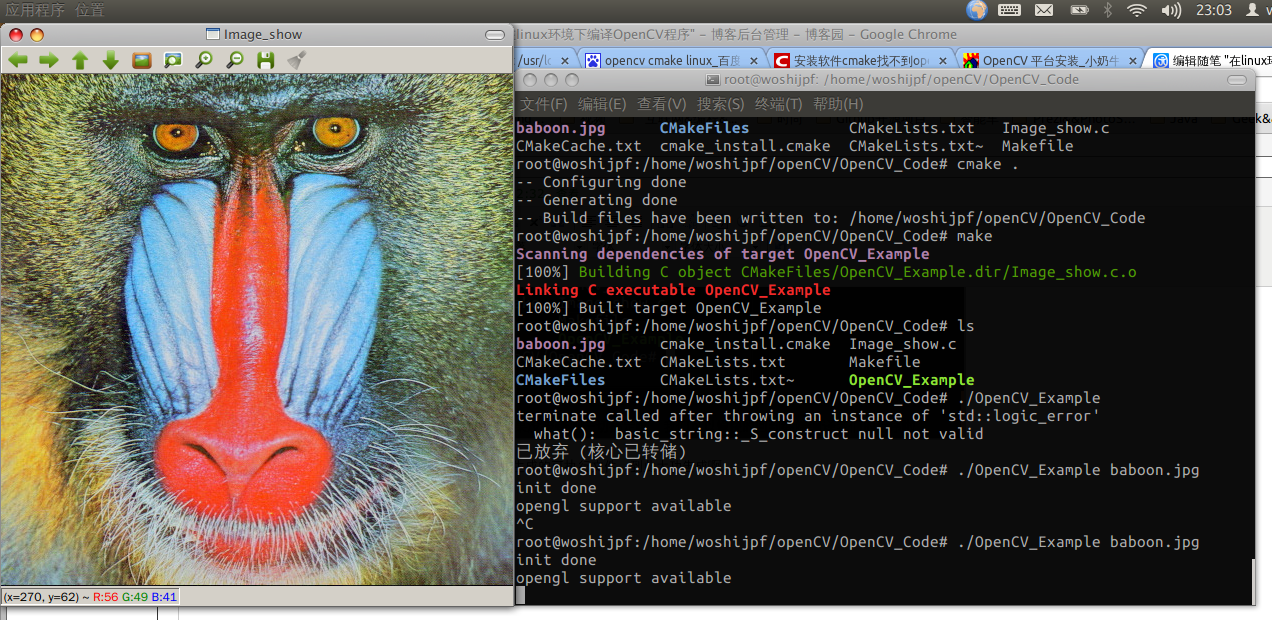 应用程序 位置
23:03
Image_show
linux环境下编译OpenCV程序" - 博客后台管理 - 博客园 - Google Chrome
/usr/lo
opencv cmake linux_百度
安装软件cmake找不到ope
OpenCV 平台安装_小奶牛
编辑随笔 "在linux环
root@woshijpf: /home/woshijpf/openCV/OpenCV_Code
文件(F) 编辑(E) 查看(V) 搜索(S) 终端(T) 帮助(H)
baboon.jpg CMakeFiles CMakeLists.txt Image_show.c
CMakeCache.txt cmake_install.cmake CMakeLists.txt~ Makefile
root@woshijpf:/home/woshijpf/openCV/OpenCV_Code# cmake .
-- Configuring done
-- Generating done
-- Build files have been written to: /home/woshijpf/openCV/OpenCV_Code
root@woshijpf:/home/woshijpf/openCV/OpenCV_Code# make
Scanning dependencies of target OpenCV_Example
[100%] Building C object CMakeFiles/OpenCV_Example.dir/Image_show.c.o
Linking C executable OpenCV_Example
[100%] Built target OpenCV_Example
root@woshijpf:/home/woshijpf/openCV/OpenCV_Code# ls
baboon.jpg cmake_install.cmake Image_show.c
CMakeCache.txt CMakeLists.txt Makefile
CMakeFiles CMakeLists.txt~ OpenCV_Example
root@woshijpf:/home/woshijpf/openCV/OpenCV_Code# ./OpenCV_Example
terminate called after throwing an instance of 'std::logic_error'
what(): basic_string::_S_construct null not valid
已放弃 (核心已转储)
root@woshijpf:/home/woshijpf/openCV/OpenCV_Code# ./OpenCV_Example baboon.jpg
init done
opengl support available
^C
root@woshijpf:/home/woshijpf/openCV/OpenCV_Code# ./OpenCV_Example baboon.jpg
init done
opengl support available
(x=270, y=62) ~ R:56 G:49 B:41